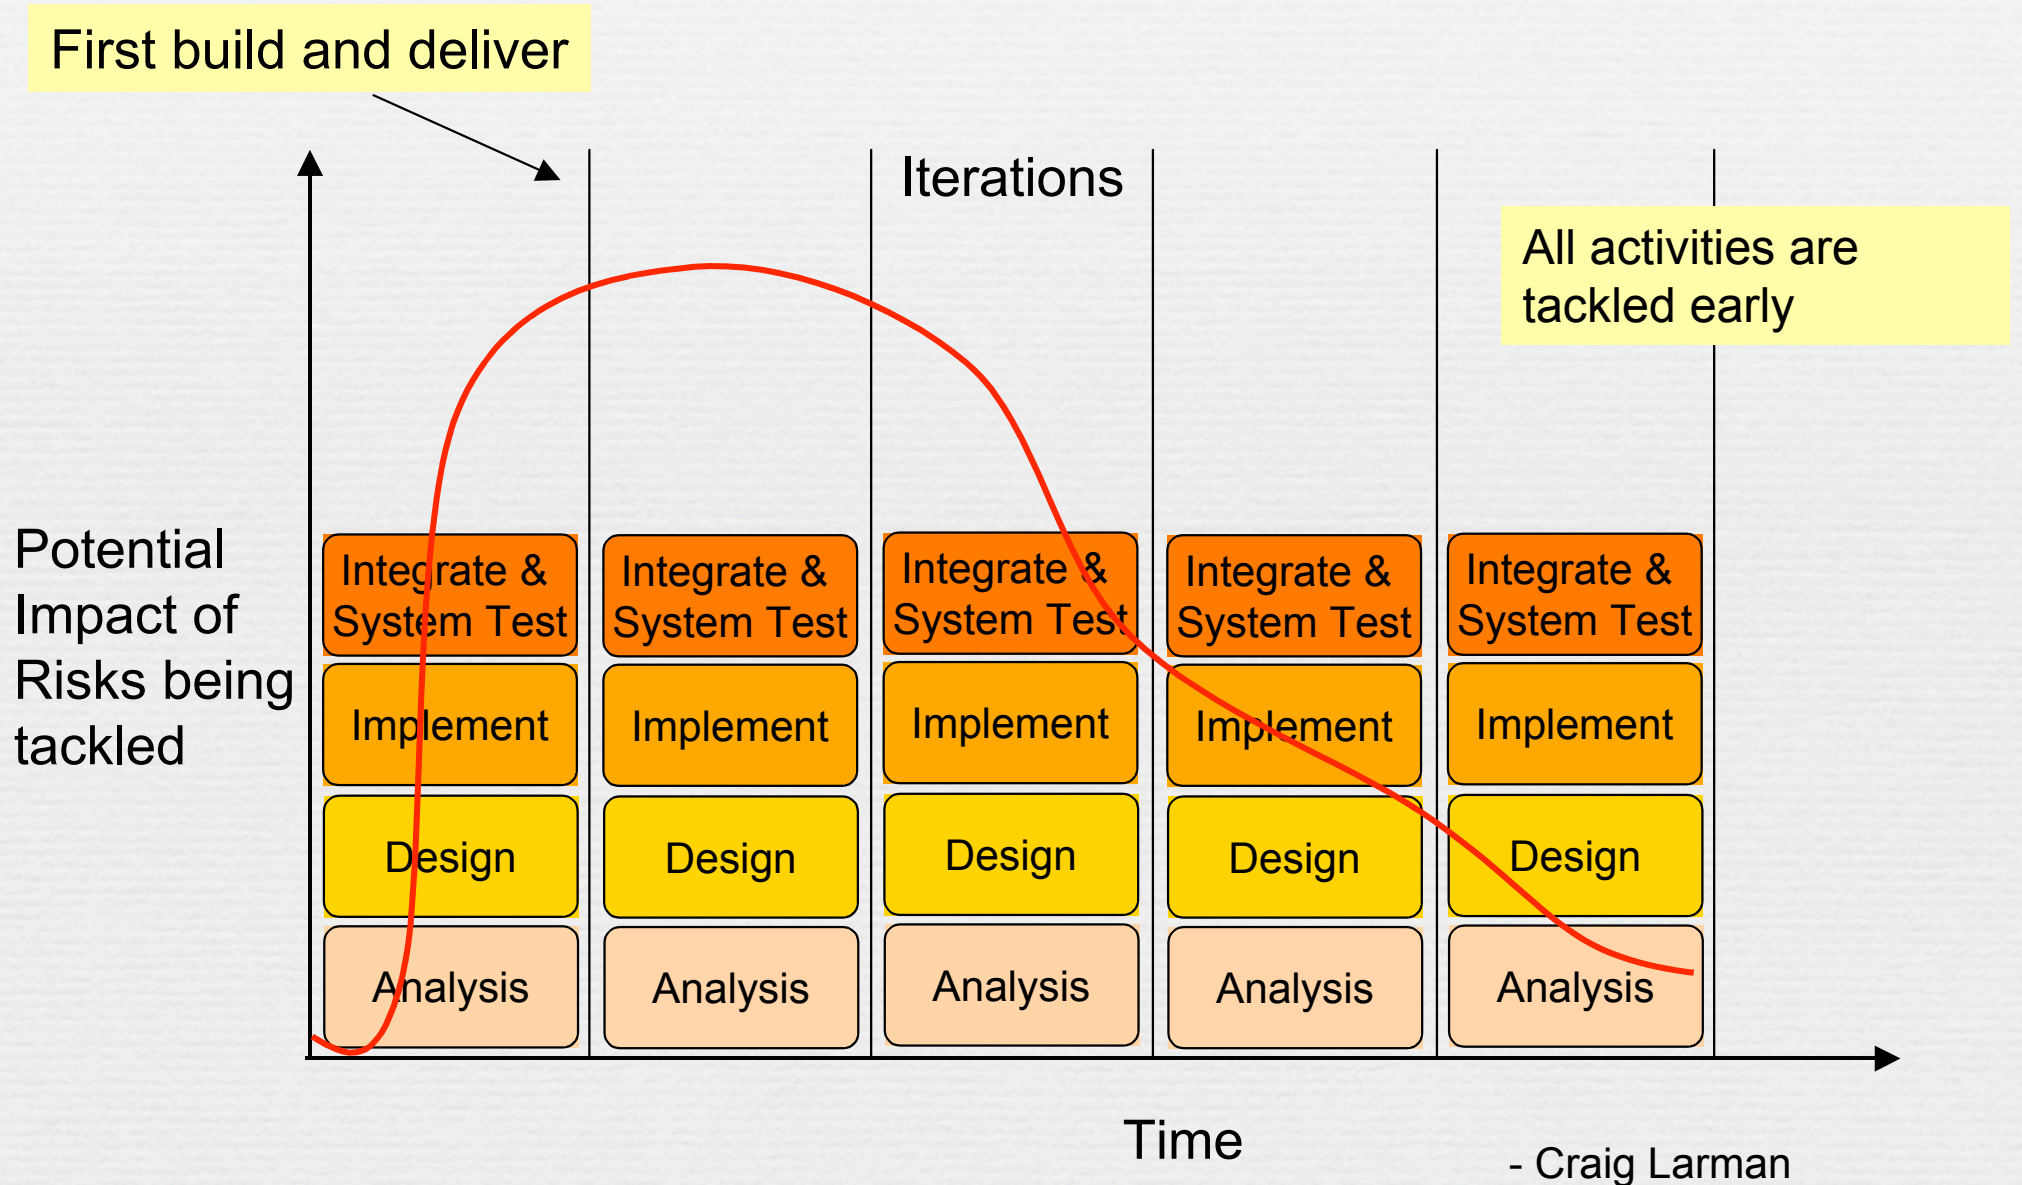 First build and deliver
Iterations
All activities are
tackled early
Potential
Impact of
Risks being
tackled
Integrate &
System Test
Implement
Design
Analysis
Integrate &
System Test
Implement
Design
Analysis
Integrate &
System Test
Implement
Design
Analysis
Integrate &
System Test
Implement
Design
Analysis
Integrate &
System Test
Implement
Design
Analysis
Time
- Craig Larman